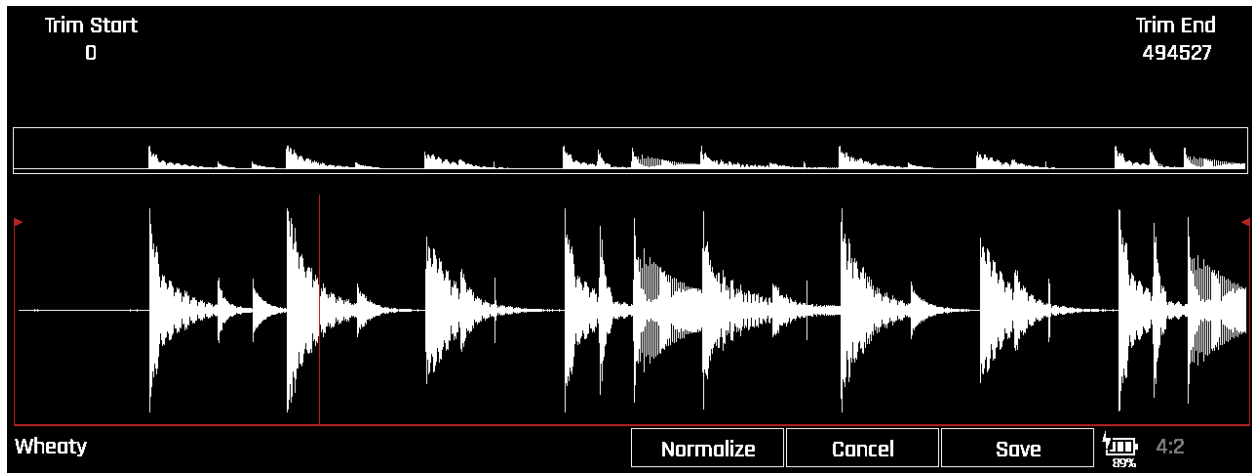 Trim Start
0
Trim End
494527
Wheaty
Normalize
Cancel
Save
89%
4:2